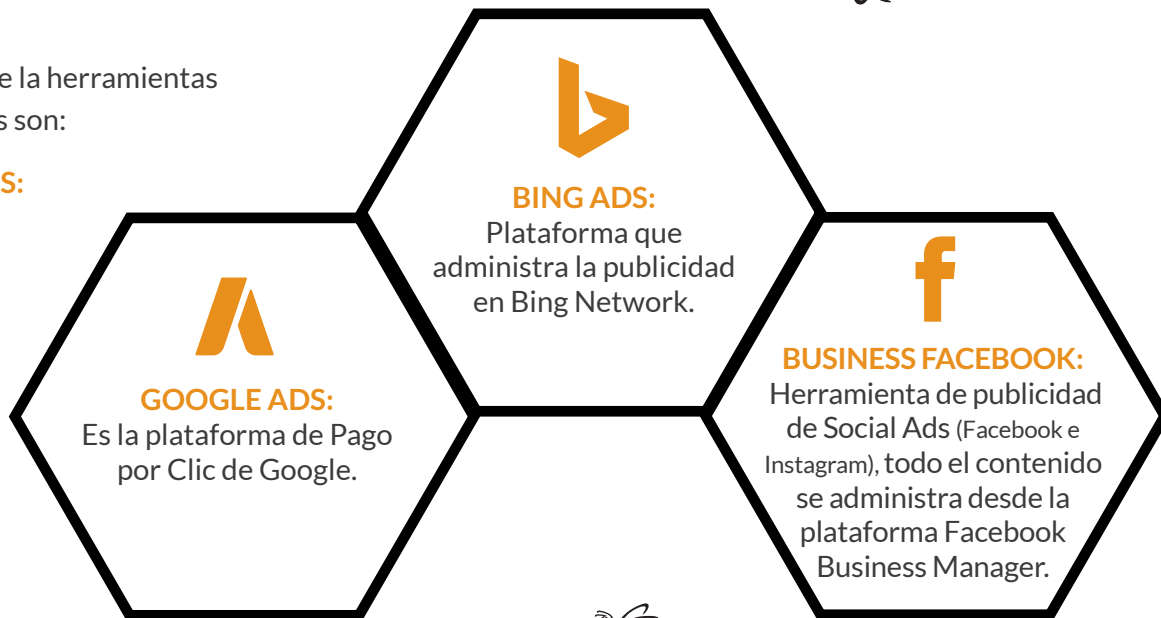 e la herramientas
s son:
S:
BING ADS:
Plataforma que
administra la publicidad
en Bing Network.
GOOGLE ADS:
Es la plataforma de Pago
por Clic de Google.
BUSINESS FACEBOOK:
Herramienta de publicidad
de Social Ads (Facebook e
Instagram), todo el contenido
se administra desde la
plataforma Facebook
Business Manager.